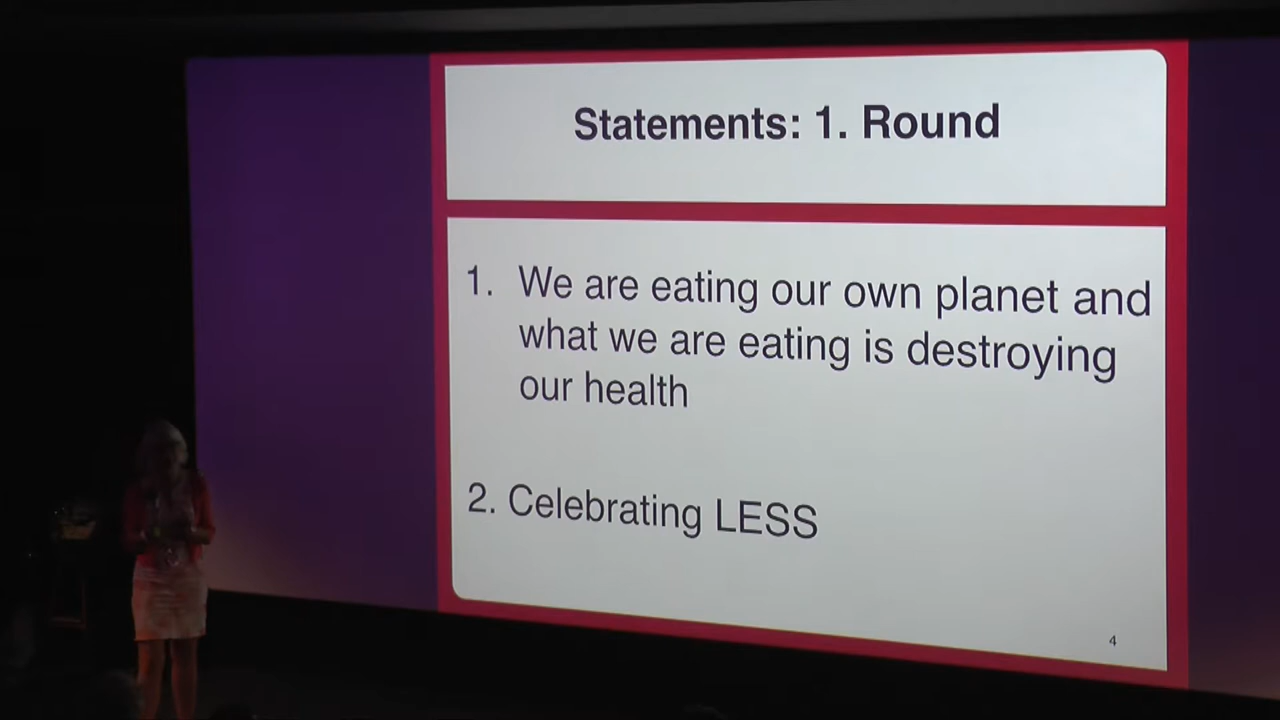 Statements: 1. Round
1. We are eating our own planet and
what we are eating is destroying
our health
2. Celebrating LESS
4